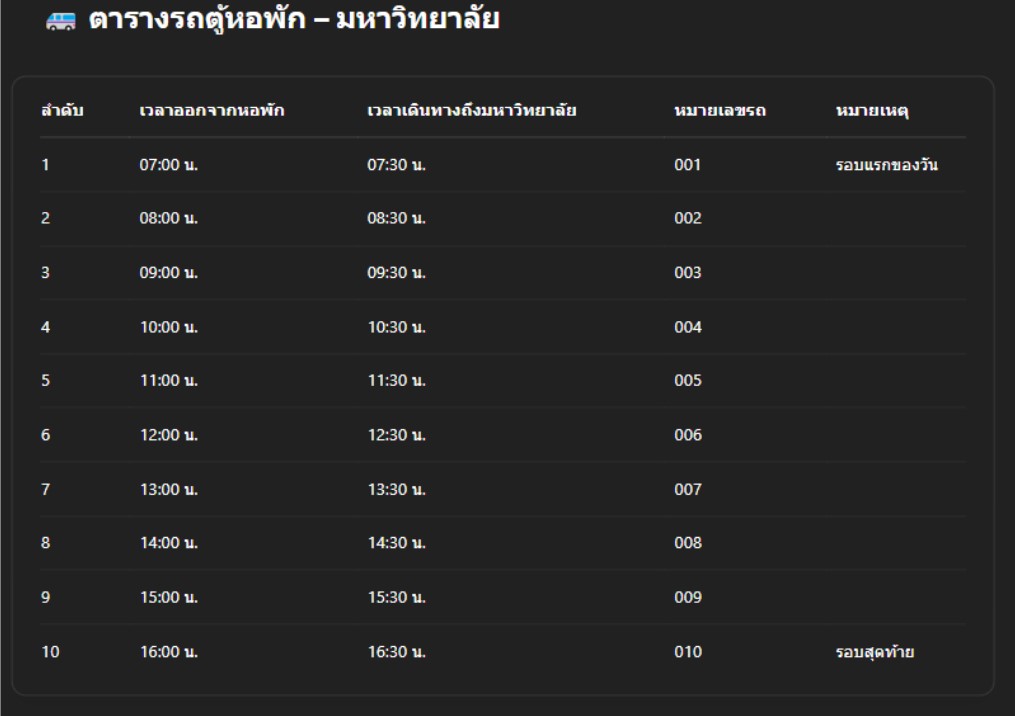 ตารางรถตู้หอพัก – มหาวิทยาลัย
ลำดับ เวลาออกจากหอพัก เวลาเดินทางถึงมหาวิทยาลัย หมายเลขรถ หมายเหตุ
1 07:00 น. 07:30 น. 001 รอบแรกของวัน
2 08:00 น. 08:30 น. 002
3 09:00 น. 09:30 น. 003
4 10:00 น. 10:30 น. 004
5 11:00 น. 11:30 น. 005
6 12:00 น. 12:30 น. 006
7 13:00 น. 13:30 น. 007
8 14:00 น. 14:30 น. 008
9 15:00 น. 15:30 น. 009
10 16:00 น. 16:30 น. 010 รอบสุดท้าย